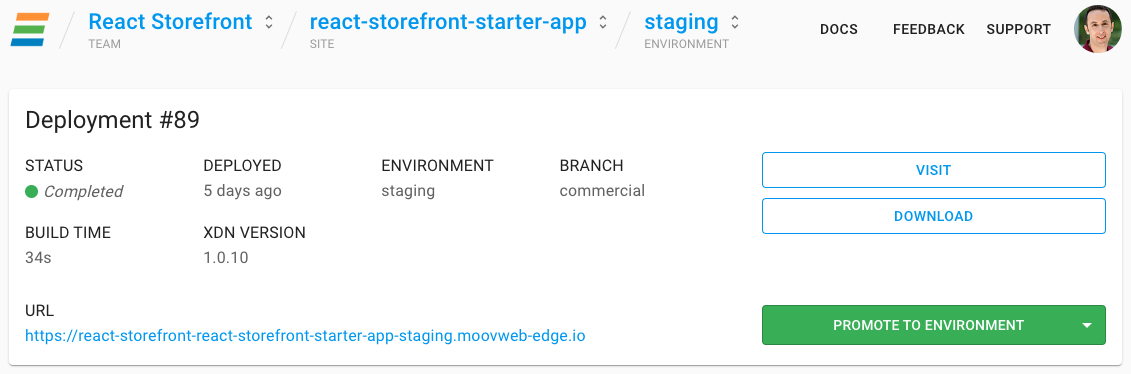 React Storefront
TEAM
react-storefront-starter-app
SITE
staging
ENVIRONMENT
DOCS
FEEDBACK
SUPPORT
Deployment #89
STATUS
Completed
DEPLOYED
5 days ago
ENVIRONMENT
staging
BRANCH
commercial
BUILD TIME
34s
XDN VERSION
1.0.10
URL
https://react-storefront-react-storefront-starter-app-staging.moovweb-edge.io
VISIT
DOWNLOAD
PROMOTE TO ENVIRONMENT